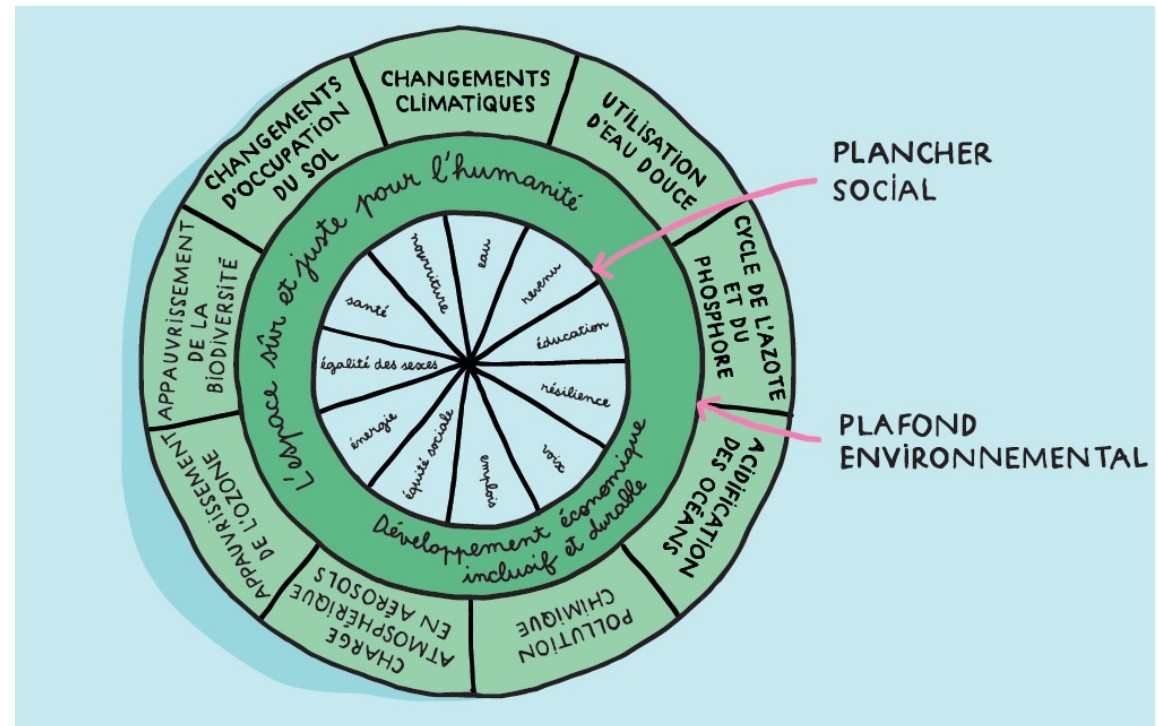 CHANGEMENTS
CLIMATIQUES
UTILISATION
D'EAU DOUCE
CYCLE DE L'AZOTE
ET DU
PHOSPHORE
ACIDIFICATION
DES OCÉANS
POLLUTION
CHIMIQUE
CHARGE
ATMOSPHÉRIQUE
EN AÉROSOLS
APPAUVRISSEMENT
DE L'OZONE
APPAUVRISSEMENT
DE LA
BIODIVERSITÉ
CHANGEMENTS
D'OCCUPATION
DU SOL
L'espace sûr et juste pour l'humanité
Développement économique
inclusif et durable
eau
revenu
éducation
résilience
voix
emplois
équité sociale
énergie
égalité des sexes
santé
nourriture
PLANCHER
SOCIAL
PLAFOND
ENVIRONNEMENTAL